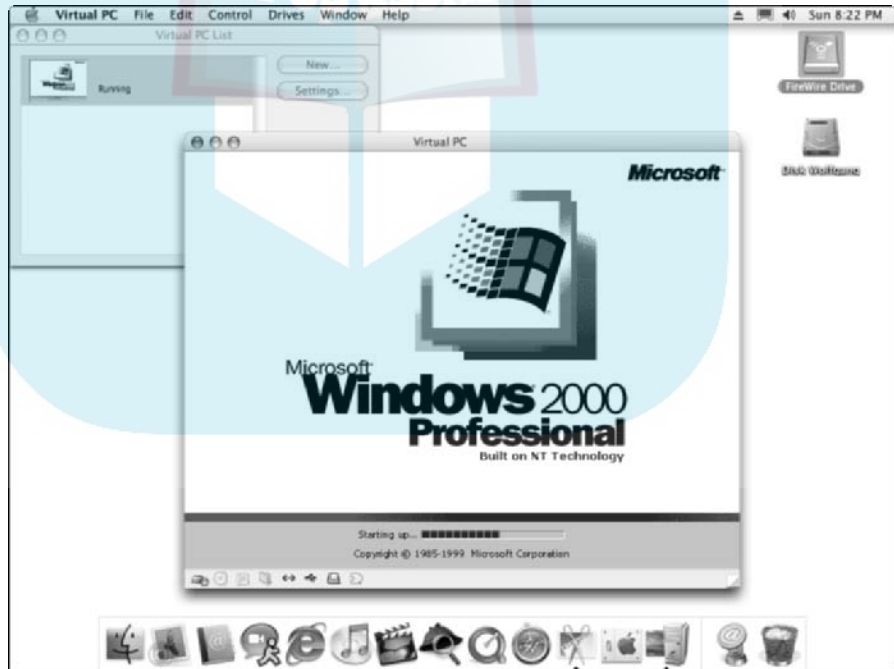 Virtual PC File Edit Control Drives Window Help Sun 8:22 PM
Virtual PC List
New...
Running
Settings...
FireWire Drive
Virtual PC
Microsoft
Disk Wolfgang
Microsoft
Windows 2000
Professional
Built on NT Technology
Starting up...
Copyright © 1985-1999 Microsoft Corporation